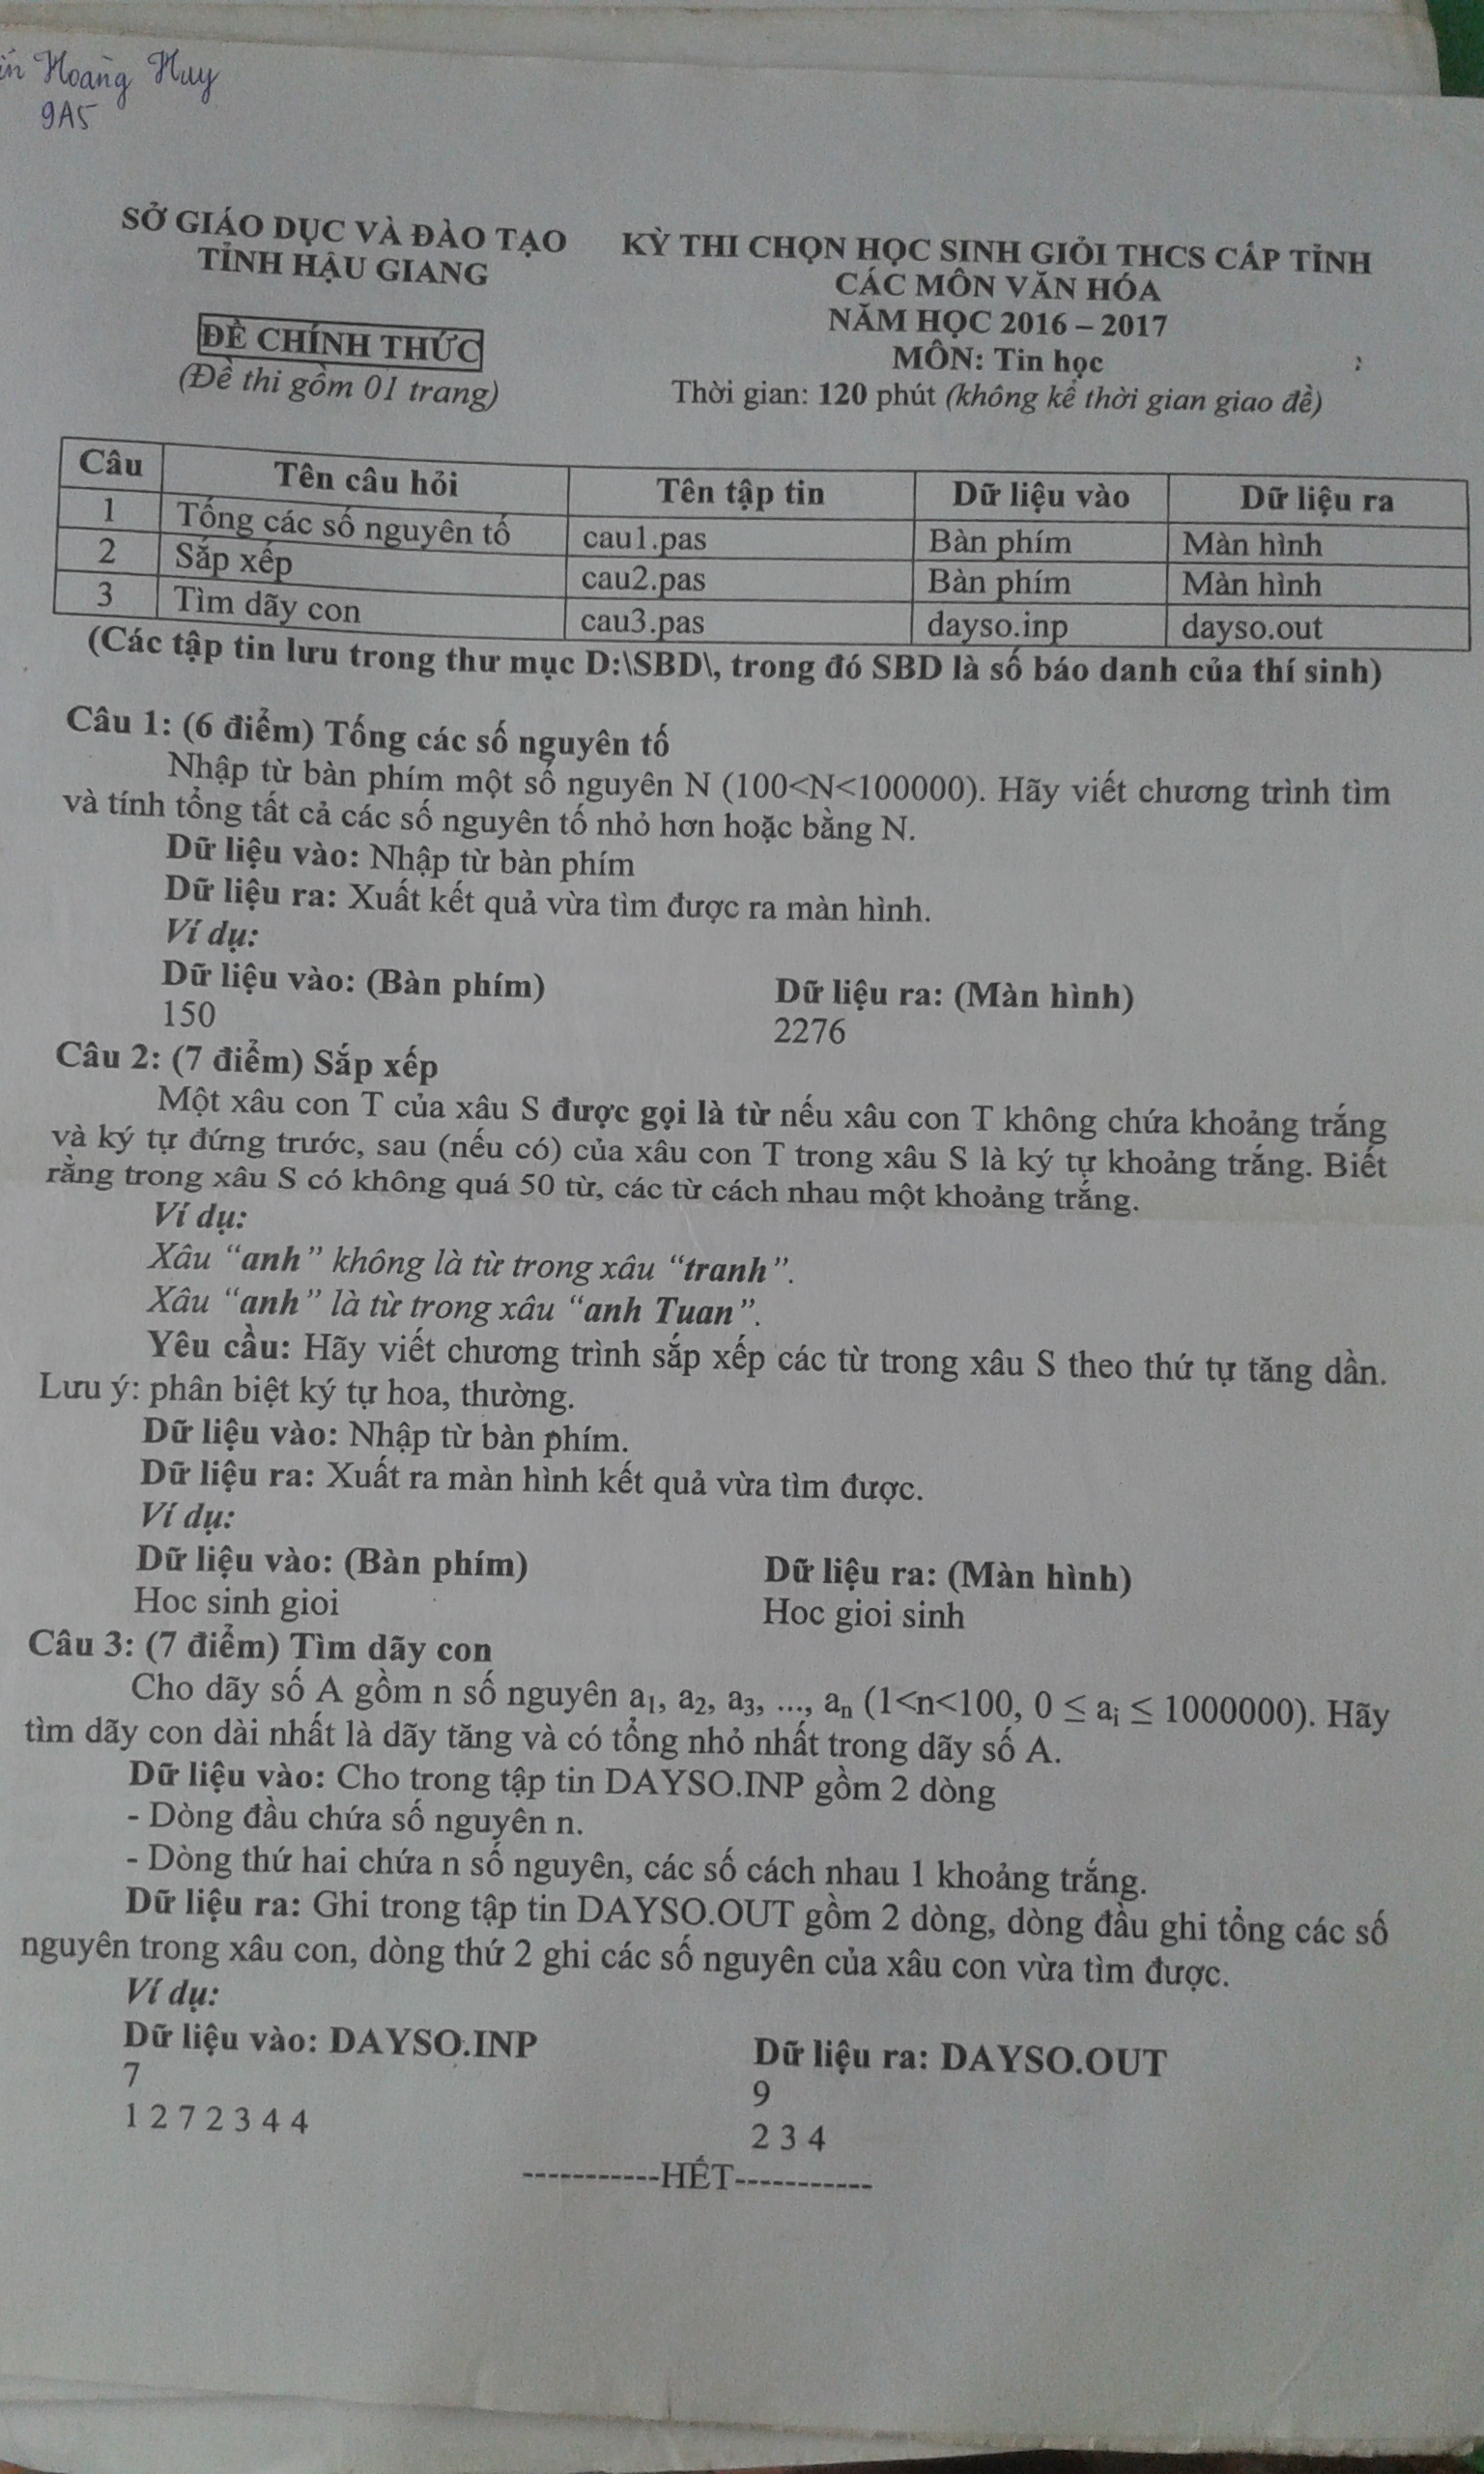 Hoàng Huy
9A5
SỞ GIÁO DỤC VÀ ĐÀO TẠO
TỈNH HẬU GIANG
ĐỀ CHÍNH THỨC
(Đề thi gồm 01 trang)
KỲ THI CHỌN HỌC SINH GIỎI THCS CẤP TỈNH
CÁC MÔN VĂN HÓA
NĂM HỌC 2016 – 2017
MÔN: Tin học
Thời gian: 120 phút (không kể thời gian giao đề)
Câu Tên câu hỏi Tên tập tin Dữ liệu vào Dữ liệu ra
1 Tổng các số nguyên tố cau1.pas Bàn phím Màn hình
2 Sắp xếp cau2.pas Bàn phím Màn hình
3 Tìm dãy con cau3.pas dayso.inp dayso.out
(Các tập tin lưu trong thư mục D:\SBD\, trong đó SBD là số báo danh của thí sinh)
Câu 1: (6 điểm) Tổng các số nguyên tố
Nhập từ bàn phím một số nguyên N (100<N<100000). Hãy viết chương trình tìm
và tính tổng tất cả các số nguyên tố nhỏ hơn hoặc bằng N.
Dữ liệu vào: Nhập từ bàn phím
Dữ liệu ra: Xuất kết quả vừa tìm được ra màn hình.
Ví dụ:
Dữ liệu vào: (Bàn phím) Dữ liệu ra: (Màn hình)
150 2276
Câu 2: (7 điểm) Sắp xếp
Một xâu con T của xâu S được gọi là từ nếu xâu con T không chứa khoảng trắng
và ký tự đứng trước, sau (nếu có) của xâu con T trong xâu S là ký tự khoảng trắng. Biết
rằng trong xâu S có không quá 50 từ, các từ cách nhau một khoảng trắng.
Ví dụ:
Xâu “anh” không là từ trong xâu “tranh”.
Xâu “anh” là từ trong xâu “anh Tuan”.
Yêu cầu: Hãy viết chương trình sắp xếp các từ trong xâu S theo thứ tự tăng dần.
Lưu ý: phân biệt ký tự hoa, thường.
Dữ liệu vào: Nhập từ bàn phím.
Dữ liệu ra: Xuất ra màn hình kết quả vừa tìm được.
Ví dụ:
Dữ liệu vào: (Bàn phím) Dữ liệu ra: (Màn hình)
Hoc sinh gioi Hoc gioi sinh
Câu 3: (7 điểm) Tìm dãy con
Cho dãy số A gồm n số nguyên a₁, a₂, a₃, ..., aₙ (1<n<100, 0 ≤ aᵢ ≤ 1000000). Hãy
tìm dãy con dài nhất là dãy tăng và có tổng nhỏ nhất trong dãy số A.
Dữ liệu vào: Cho trong tập tin DAYSO.INP gồm 2 dòng
- Dòng đầu chứa số nguyên n.
- Dòng thứ hai chứa n số nguyên, các số cách nhau 1 khoảng trắng.
Dữ liệu ra: Ghi trong tập tin DAYSO.OUT gồm 2 dòng, dòng đầu ghi tổng các số
nguyên trong xâu con, dòng thứ 2 ghi các số nguyên của xâu con vừa tìm được.
Ví dụ:
Dữ liệu vào: DAYSO.INP Dữ liệu ra: DAYSO.OUT
7 9
1 2 7 2 3 4 4 2 3 4
-----------HẾT-----------